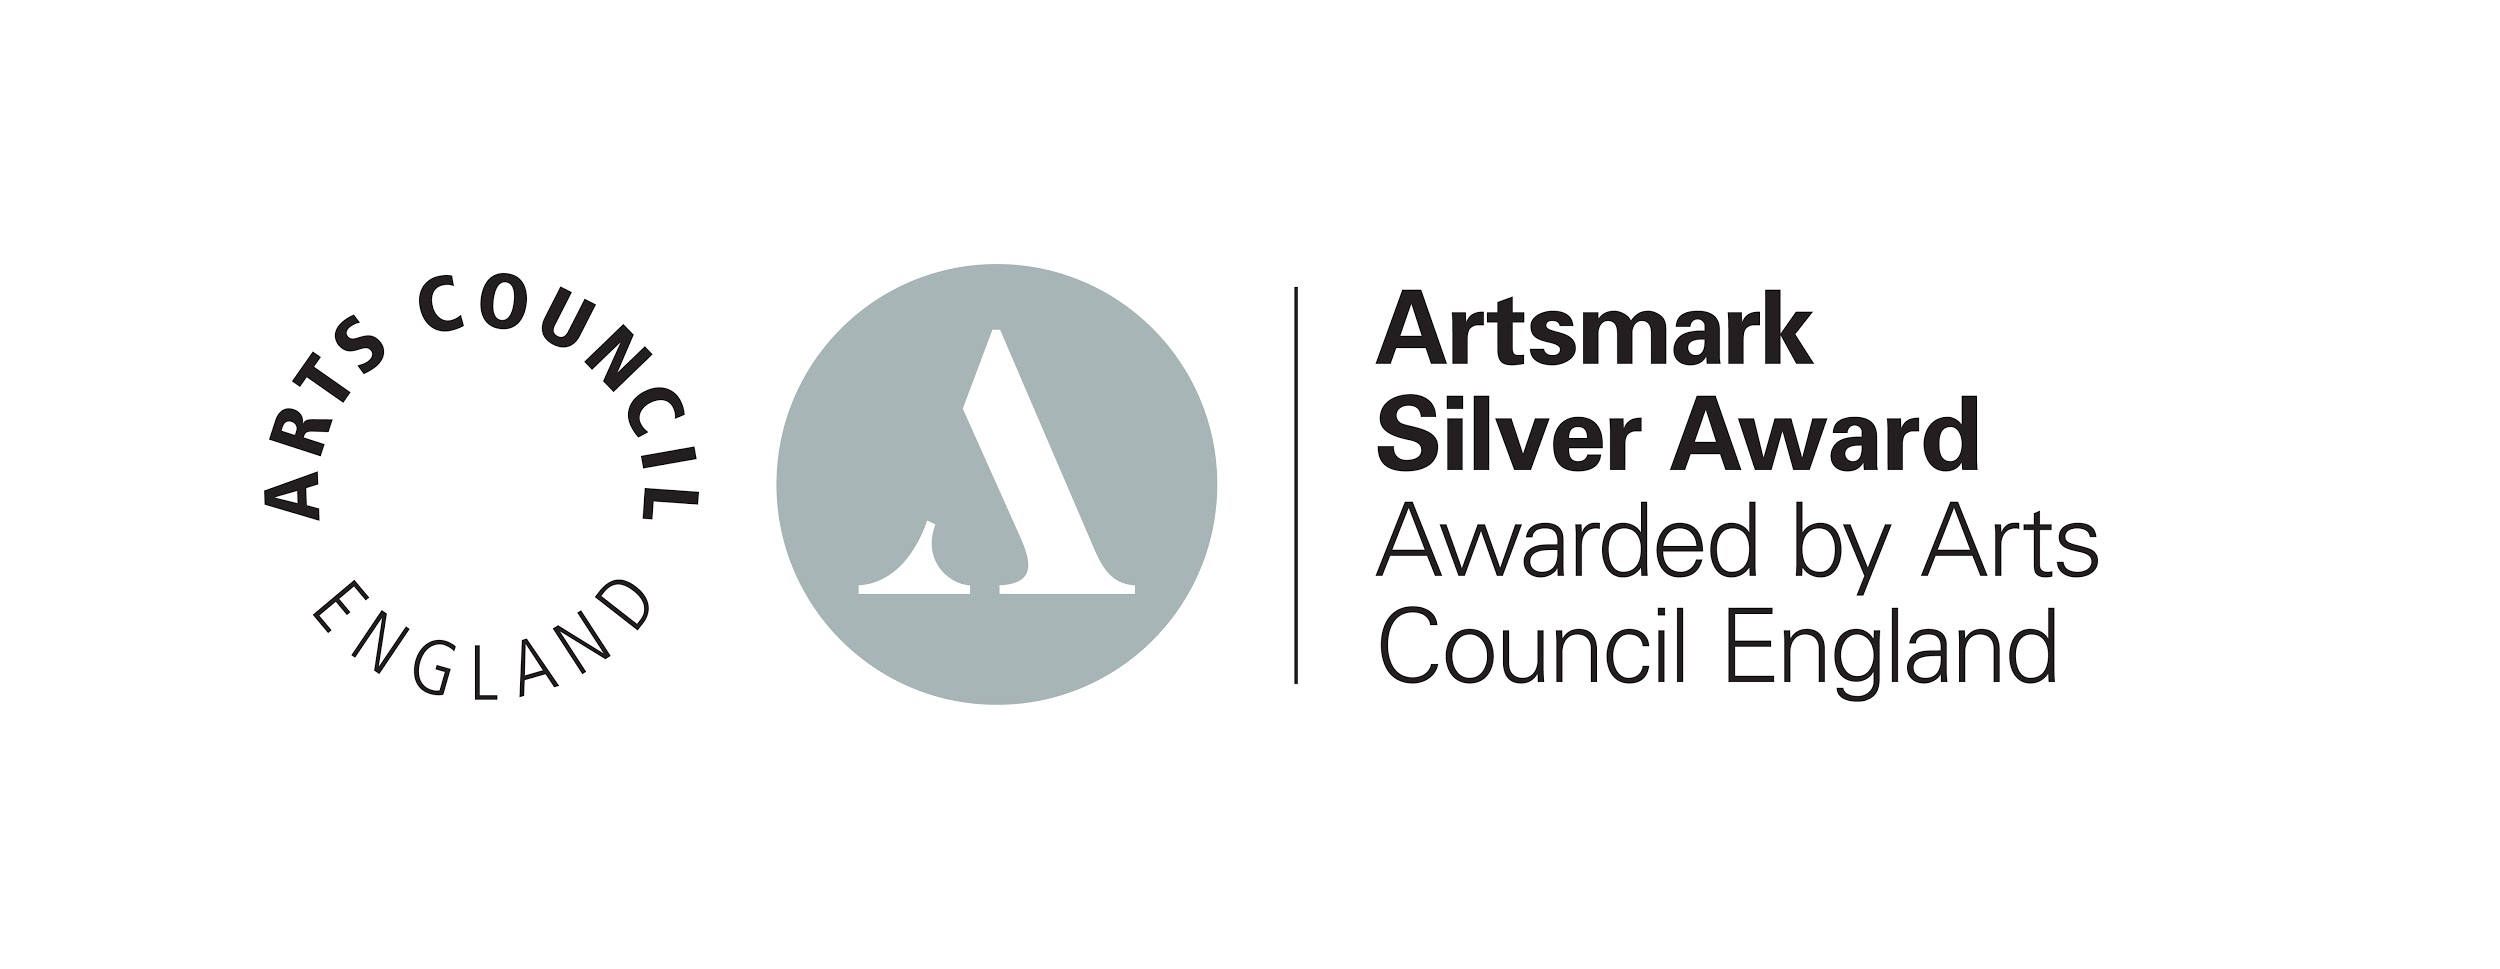 ARTS COUNCIL
ENGLAND
A
Artsmark
Silver Award
Awarded by Arts
Council England